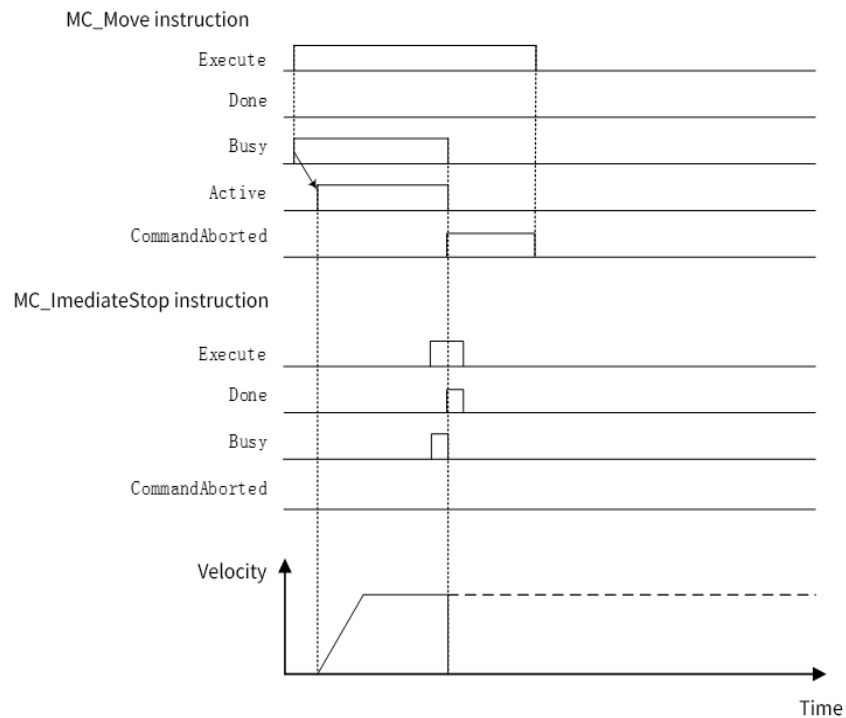 MC_Move instruction
Execute
Done
Busy
Active
CommandAborted
MC_ImediateStop instruction
Execute
Done
Busy
CommandAborted
Velocity
Time